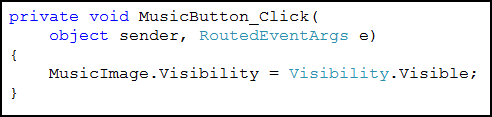 private void MusicButton_Click(
    object sender, RoutedEventArgs e)
{
    MusicImage.Visibility = Visibility.Visible;
}